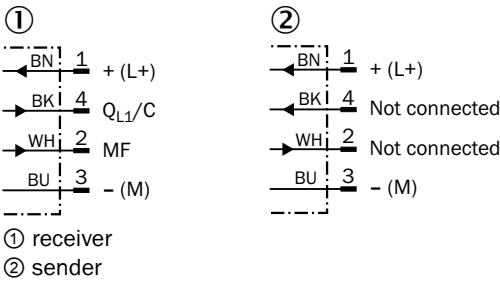 ①
BN 1 + (L+)
BK 4 QL1/C
WH 2 MF
BU 3 – (M)
②
BN 1 + (L+)
BK 4 Not connected
WH 2 Not connected
BU 3 – (M)
① receiver
② sender